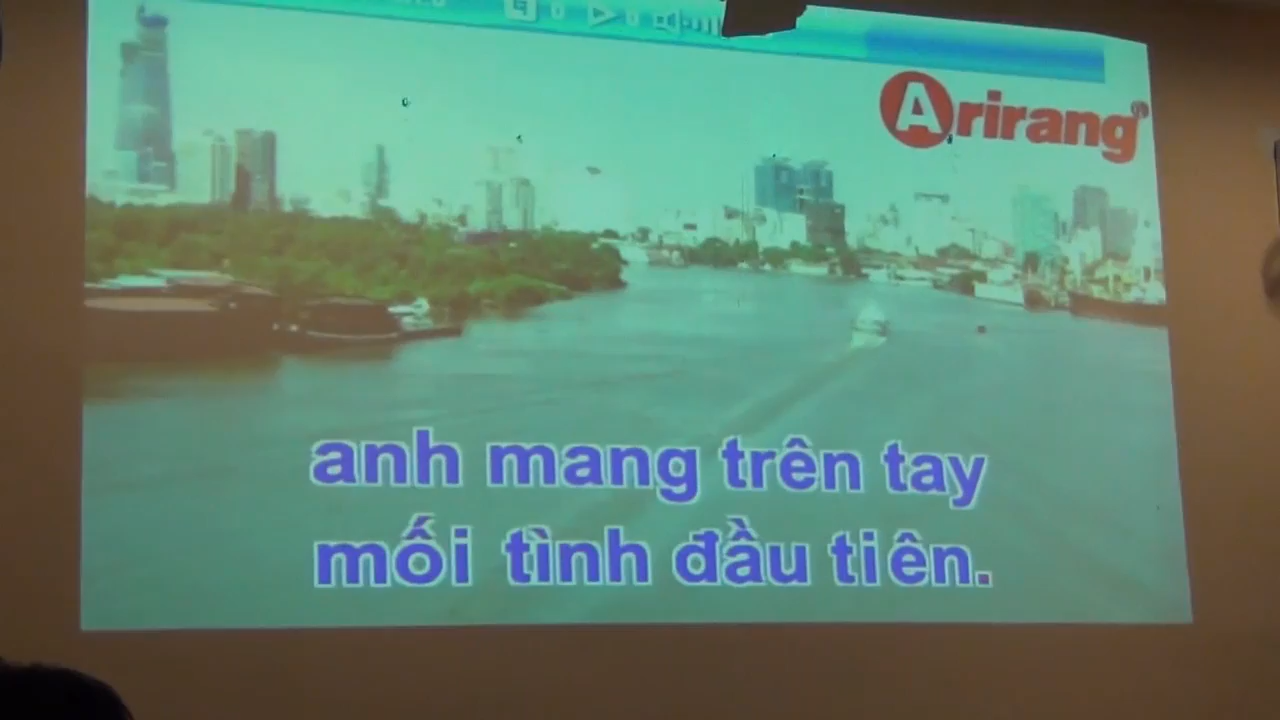 Arirang
anh mang trên tay
mối tình đầu tiên.